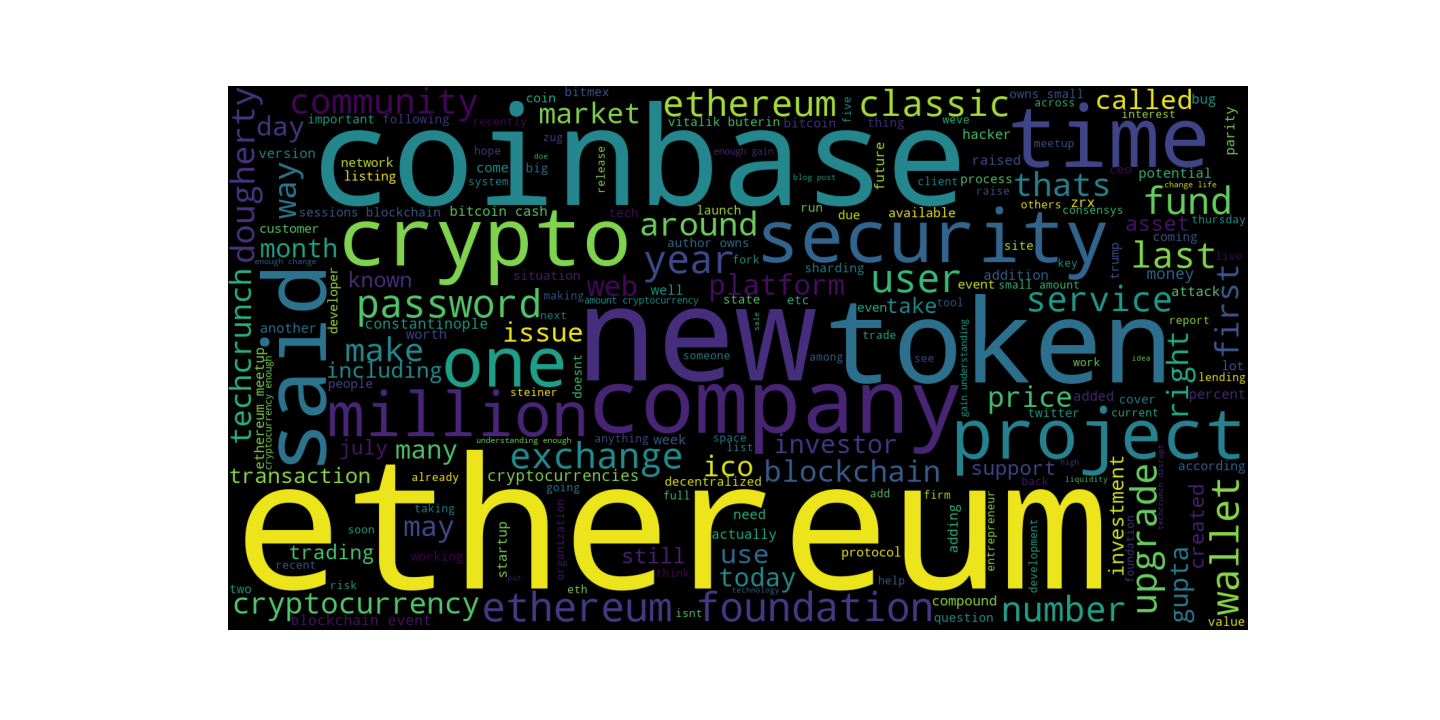 community
coin
bitmex
important
following
recently
market
ethereum classic
five
owns small
across
called
bug
interest
dougherty
day
way
version
coinbase
vitalik buterin
bitcoin
thing
weve
hacker
time
parity
network
listing
hope
doe
zug
come
big
system
release
enough gain
blog post
future
client
raised
process
raise
meetup
ceo
thats
potential
change life
fund
sessions blockchain
bitcoin cash
tech
launch
run
due
available
others
zrx
consensys
thursday
customer
month
enough change
crypto
around
author owns
year
fork
security
sharding
site
key
asset
coming
last
live
trump
money
said
known
situation
web
well
platform
user
addition
event
small amount
attack
developer
password
making
amount cryptocurrency
state
etc
even
take
tool
service
first
techcrunch
another
constantinople
worth
next
issue
new
sale
token
trade
report
make
including
one
doesnt
someone
among
see
work
idea
right
lot
lending
people
steiner
gain understanding
price
added
cover
percent
ethereum meetup
cryptocurrency enough
million
company
twitter
current
project
july
many
understanding enough
anything
week
space
list
investor
exchange
ico
blockchain
support
high
back
liquidity
techcrunch disrupt
according
transaction
already
cryptocurrencies
going
decentralized
full
add
firm
ethereum
taking
may
soon
trading
recent
working
startup
put
organization
need
actually
still
think
use
today
technology
protocol
help
adding
entrepreneur
development
investment
foundation
upgrade
created
wallet
gupta
two
risk
eth
cryptocurrency
blockchain event
ethereum foundation
isnt
compound
question
number
value